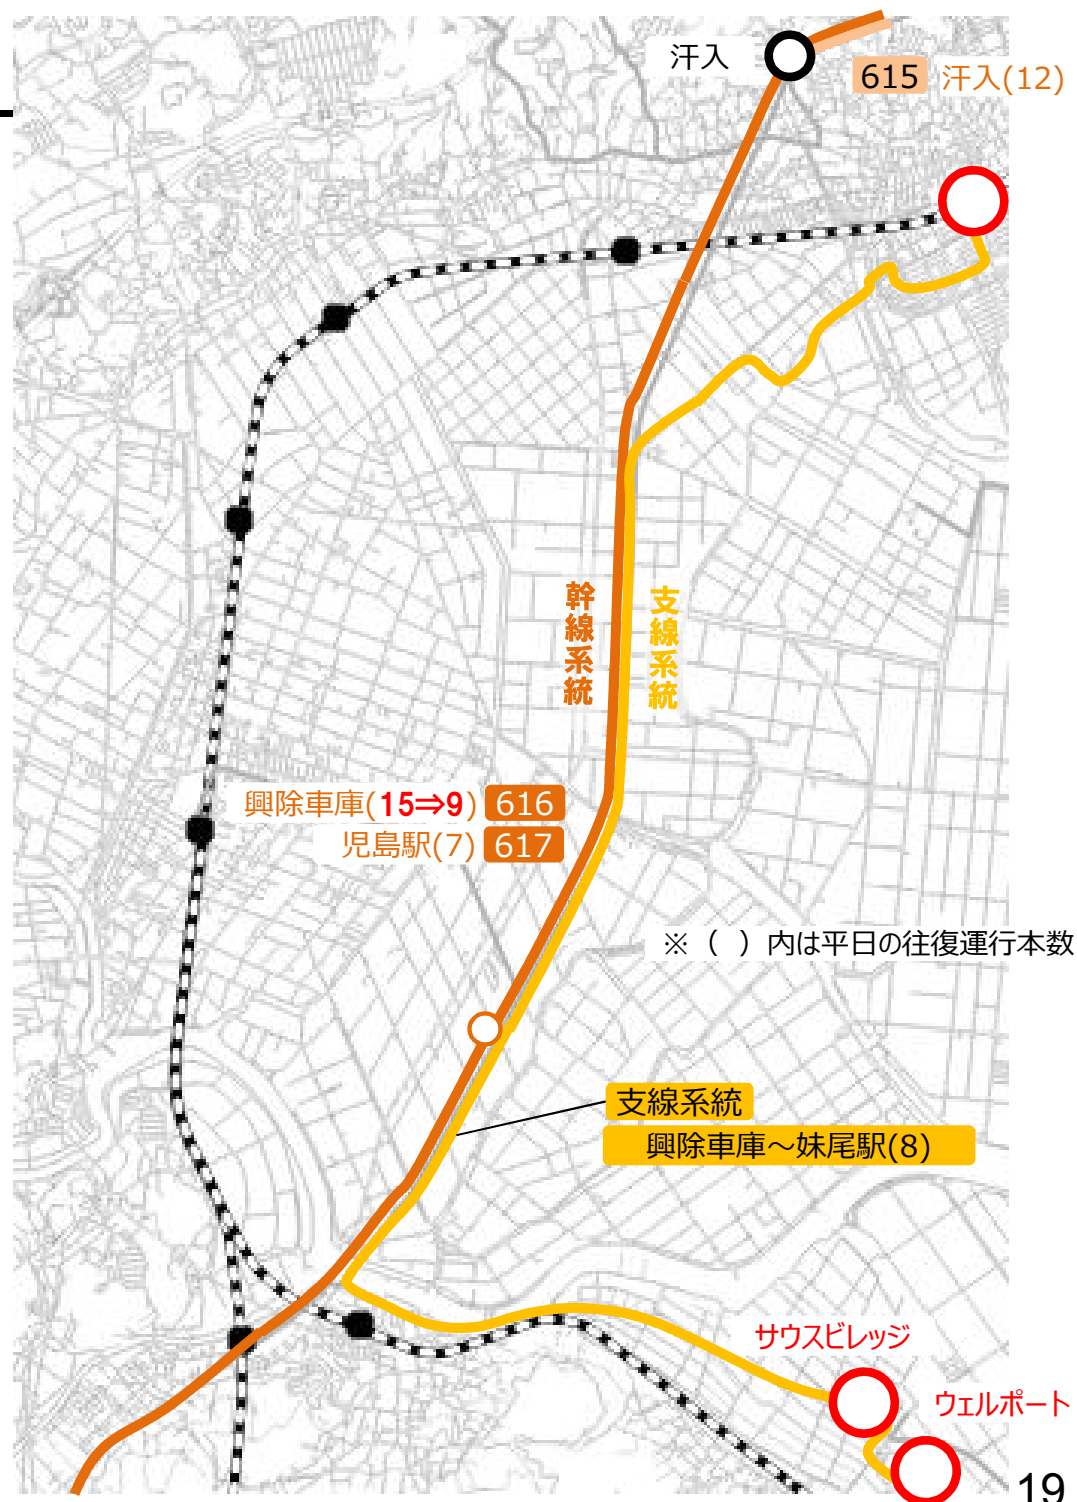 汗入
615 汗入(12)
幹線系統
支線系統
興除車庫(15⇒9) 616
児島駅(7) 617
※（ ）内は平日の往復運行本数
支線系統
興除車庫～妹尾駅(8)
サウスビレッジ
ウェルポート
19